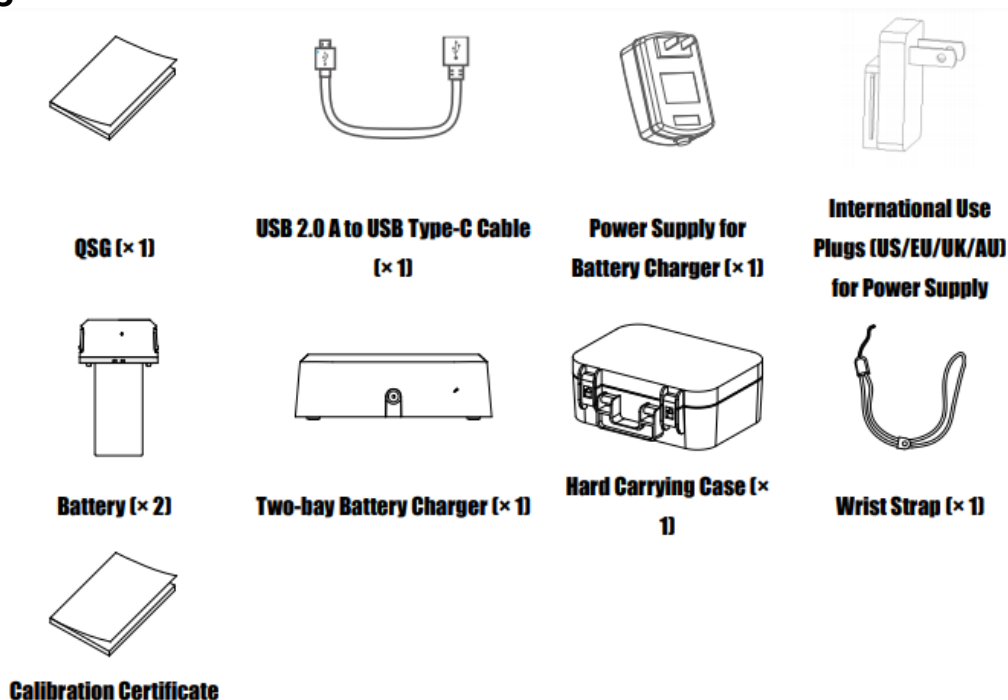 QSG (× 1)
USB 2.0 A to USB Type-C Cable
(× 1)
Power Supply for
Battery Charger (× 1)
International Use
Plugs (US/EU/UK/AU)
for Power Supply
Battery (× 2)
Two-bay Battery Charger (× 1)
Hard Carrying Case (×
1)
Wrist Strap (× 1)
Calibration Certificate